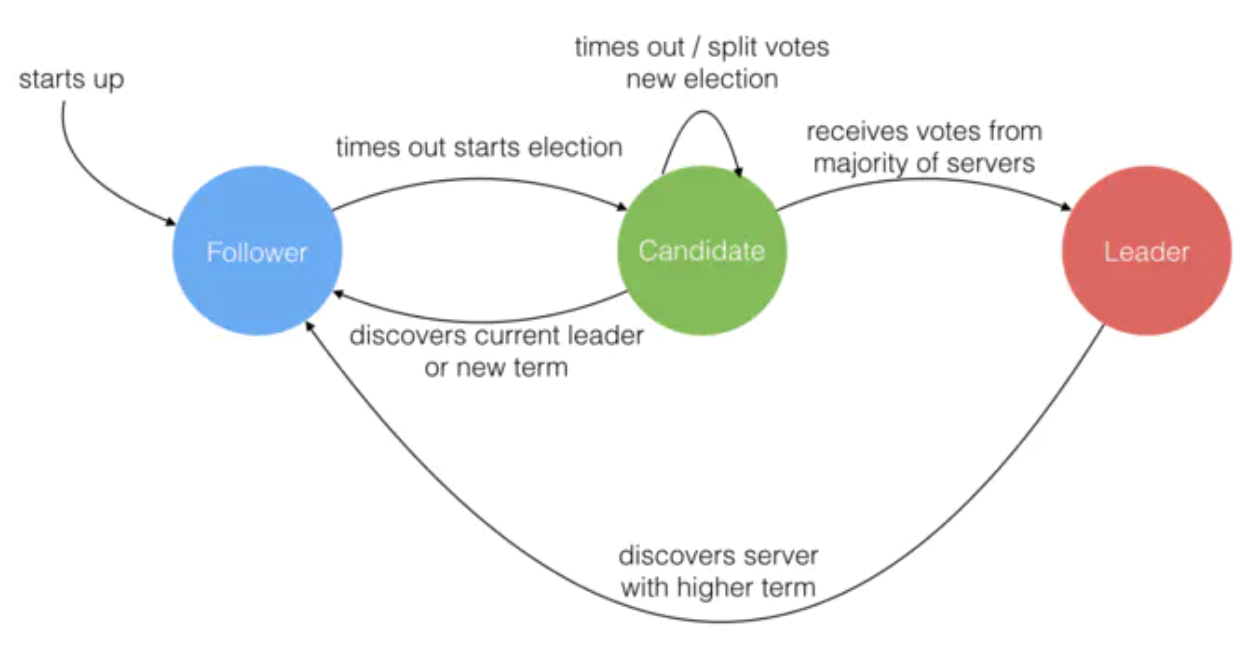 starts up
times out / split votes
new election
times out starts election
receives votes from
majority of servers
Follower
Candidate
Leader
discovers current leader
or new term
discovers server
with higher term